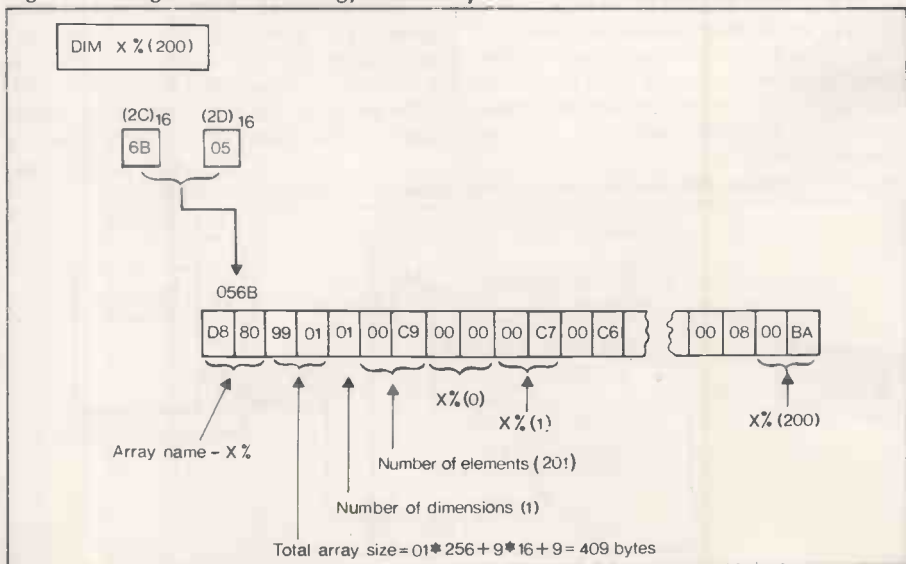 DIM X%(200)
(2C)16 (2D)16
6B 05
056B
D8 80 99 01 01 00 C9 00 00 00 C7 00 C6 00 08 00 BA
X%(0)
X%(1)
X%(200)
Array name – X%
Number of elements (201)
Number of dimensions (1)
Total array size = 01*256+9*16+9 = 409 bytes